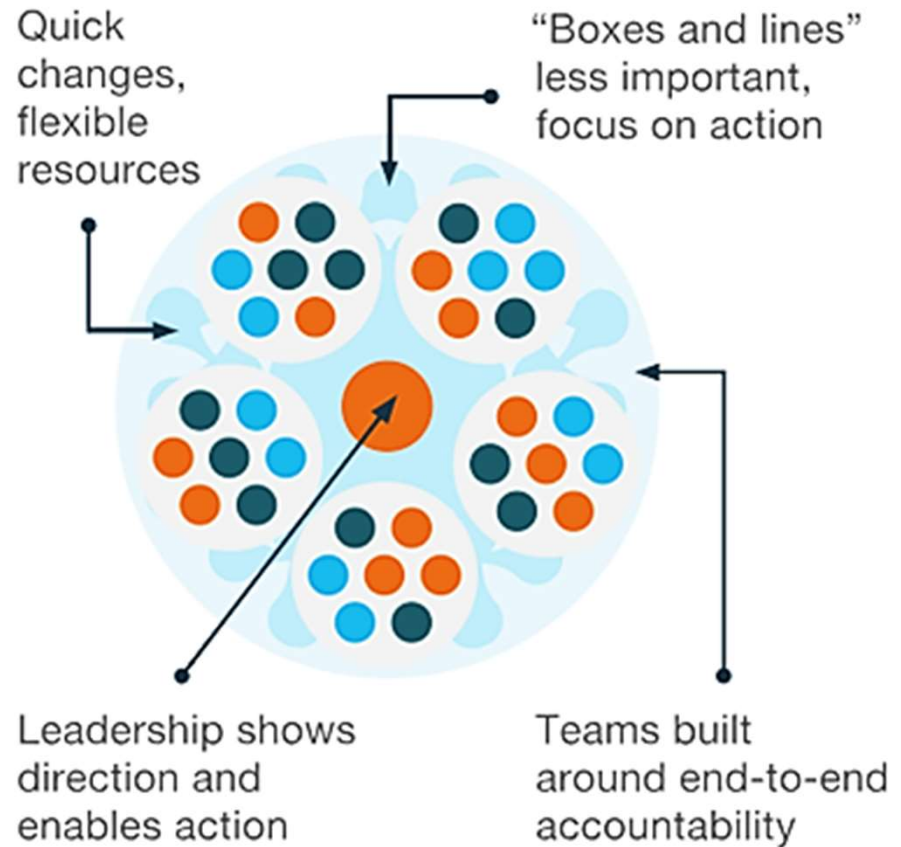 Quick
changes,
flexible
resources
“Boxes and lines”
less important,
focus on action
Leadership shows
direction and
enables action
Teams built
around end-to-end
accountability